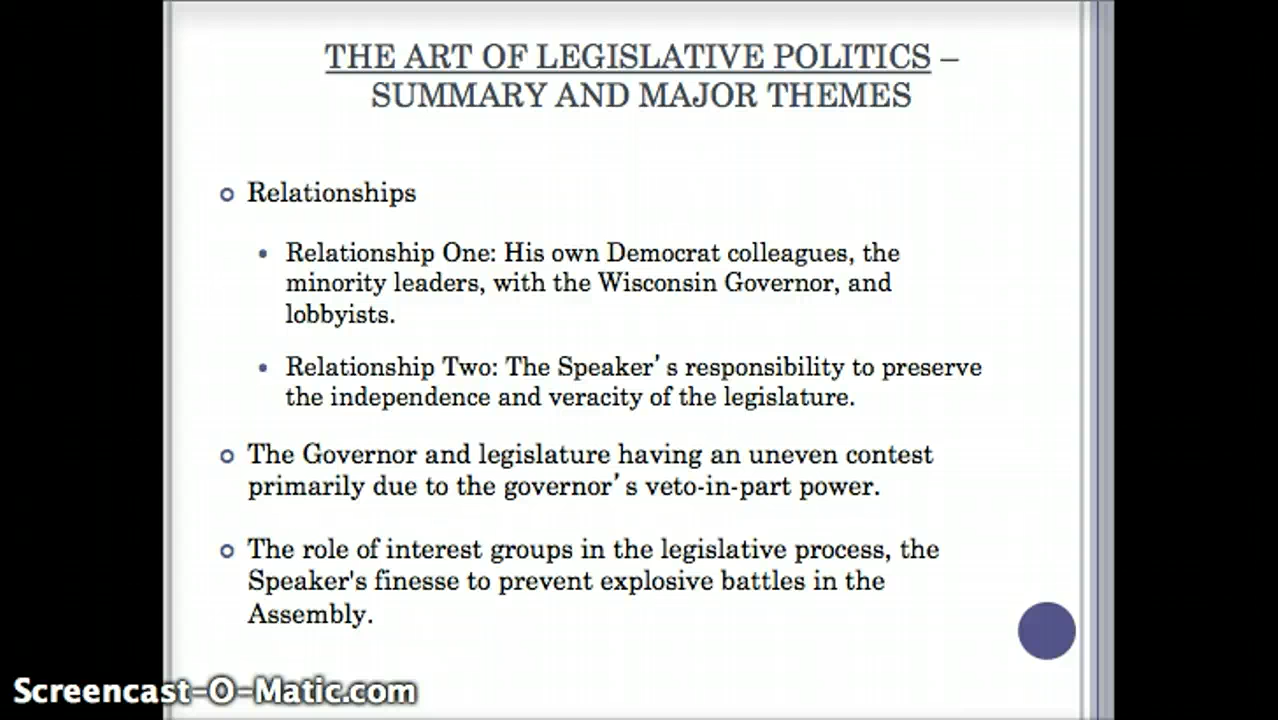 THE ART OF LEGISLATIVE POLITICS –
SUMMARY AND MAJOR THEMES
Relationships
Relationship One: His own Democrat colleagues, the
minority leaders, with the Wisconsin Governor, and
lobbyists.
Relationship Two: The Speaker’s responsibility to preserve
the independence and veracity of the legislature.
The Governor and legislature having an uneven contest
primarily due to the governor’s veto-in-part power.
The role of interest groups in the legislative process, the
Speaker's finesse to prevent explosive battles in the
Assembly.
Screencast-O-Matic.com